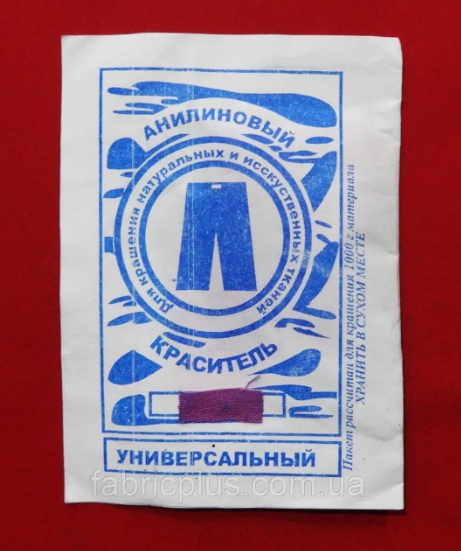 АНИЛИНОВЫЙ
для крашения натуральных и исскуственных тканей
КРАСИТЕЛЬ
УНИВЕРСАЛЬНЫЙ
Пакет рассчитан для крашения 1000 г материала
ХРАНИТЬ В СУХОМ МЕСТЕ
fabricplus.com.ua